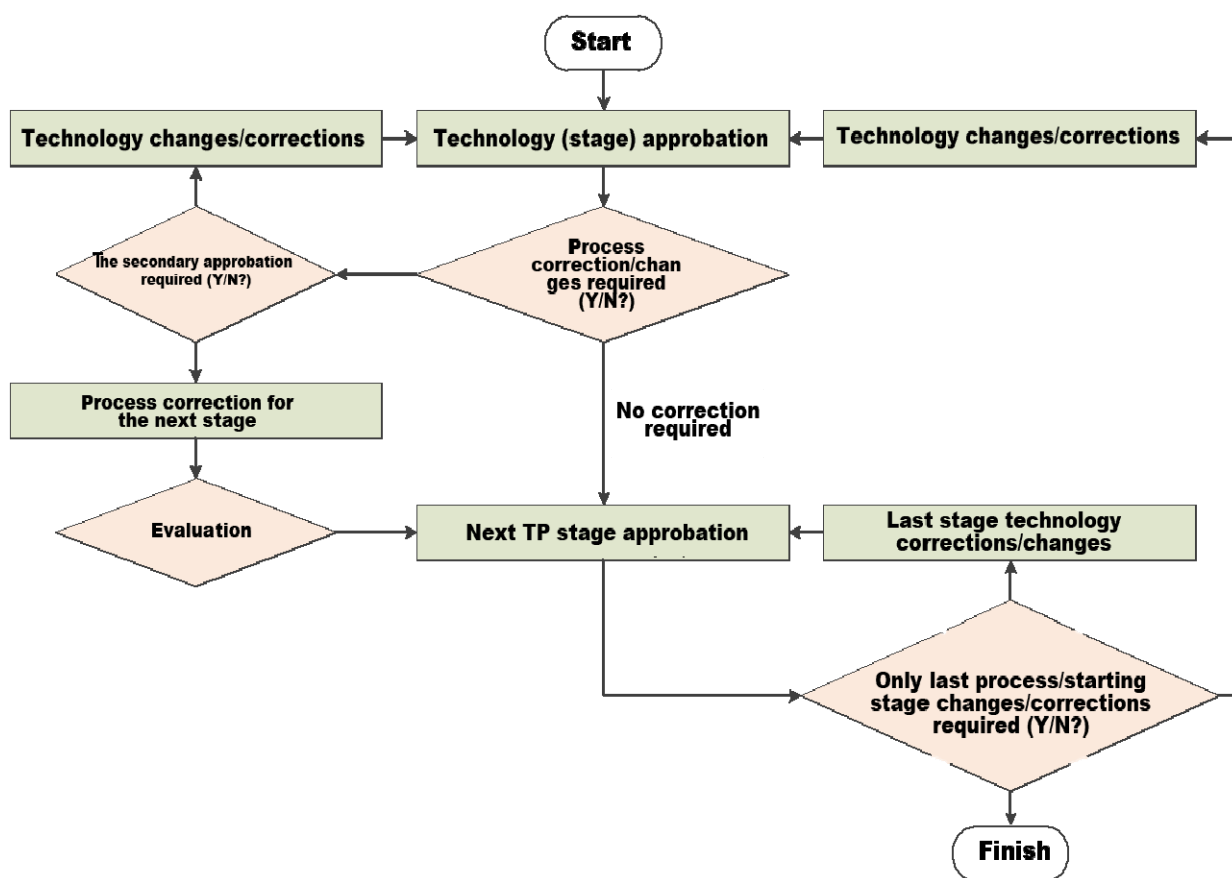 Start
Technology changes/corrections
Technology (stage) approbation
Technology changes/corrections
The secondary approbation
required (Y/N?)
Process
correction/chan
ges required
(Y/N?)
Process correction for
the next stage
No correction
required
Evaluation
Next TP stage approbation
Last stage technology
corrections/changes
Only last process/starting
stage changes/corrections
required (Y/N?)
Finish